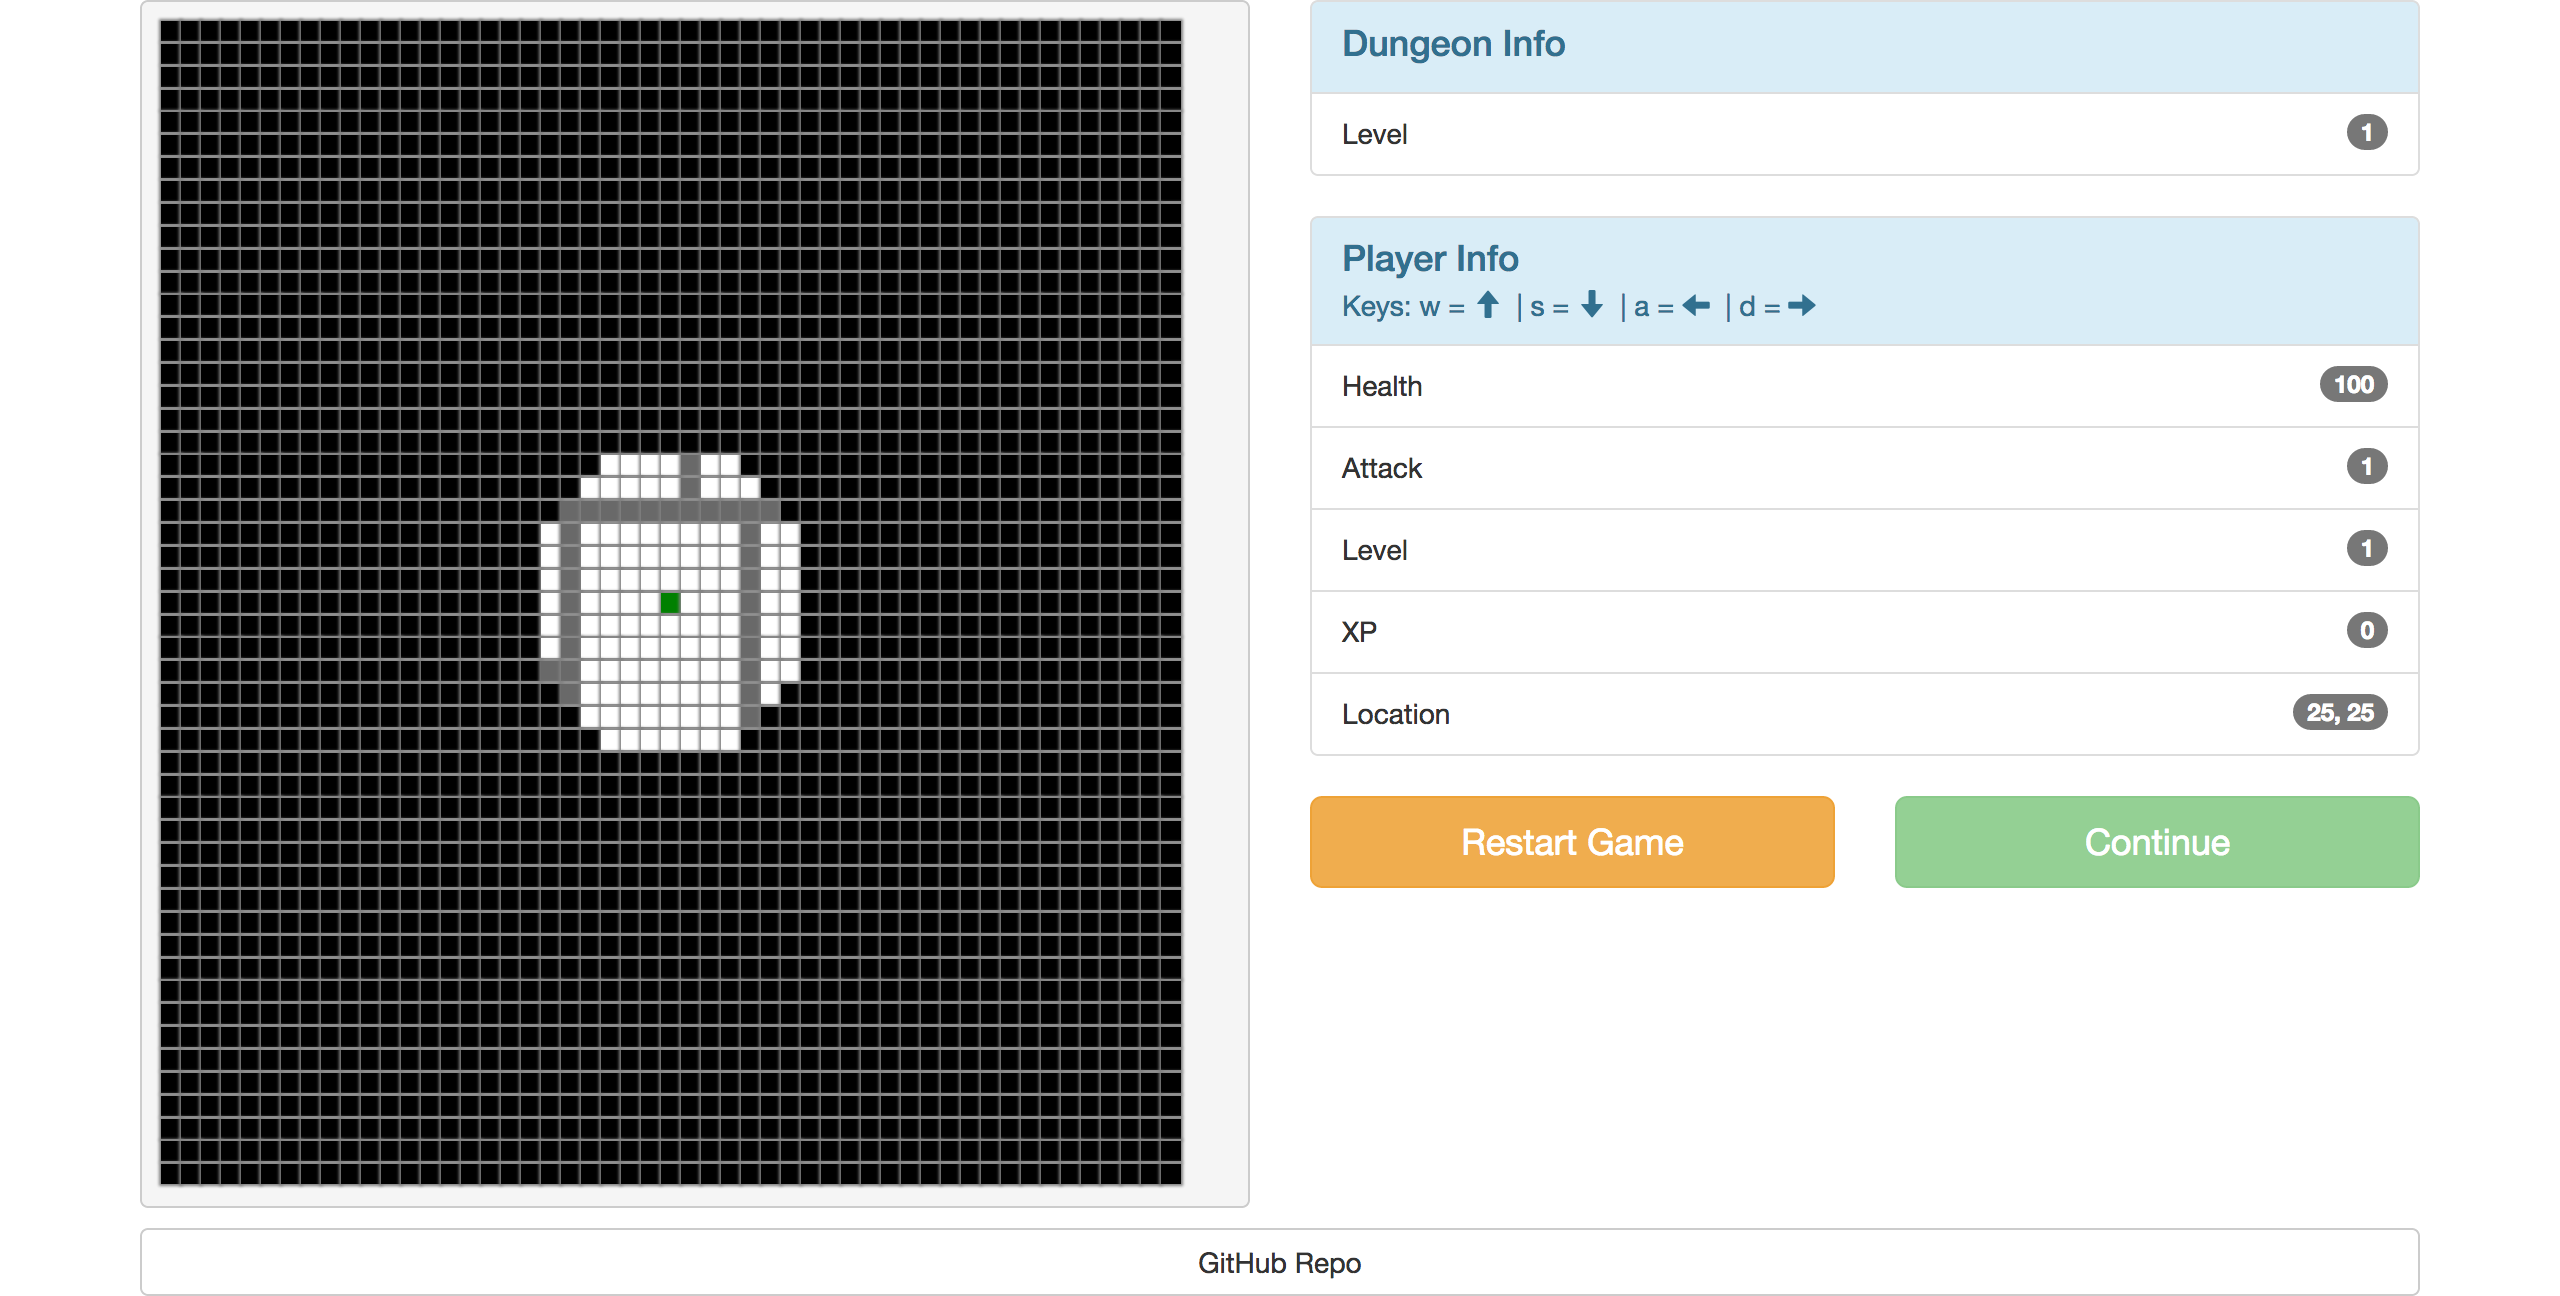 Dungeon Info
Level 1
Player Info
Keys: w = ↑ | s = ↓ | a = ← | d = →
Health 100
Attack 1
Level 1
XP 0
Location 25, 25
Restart Game Continue
GitHub Repo